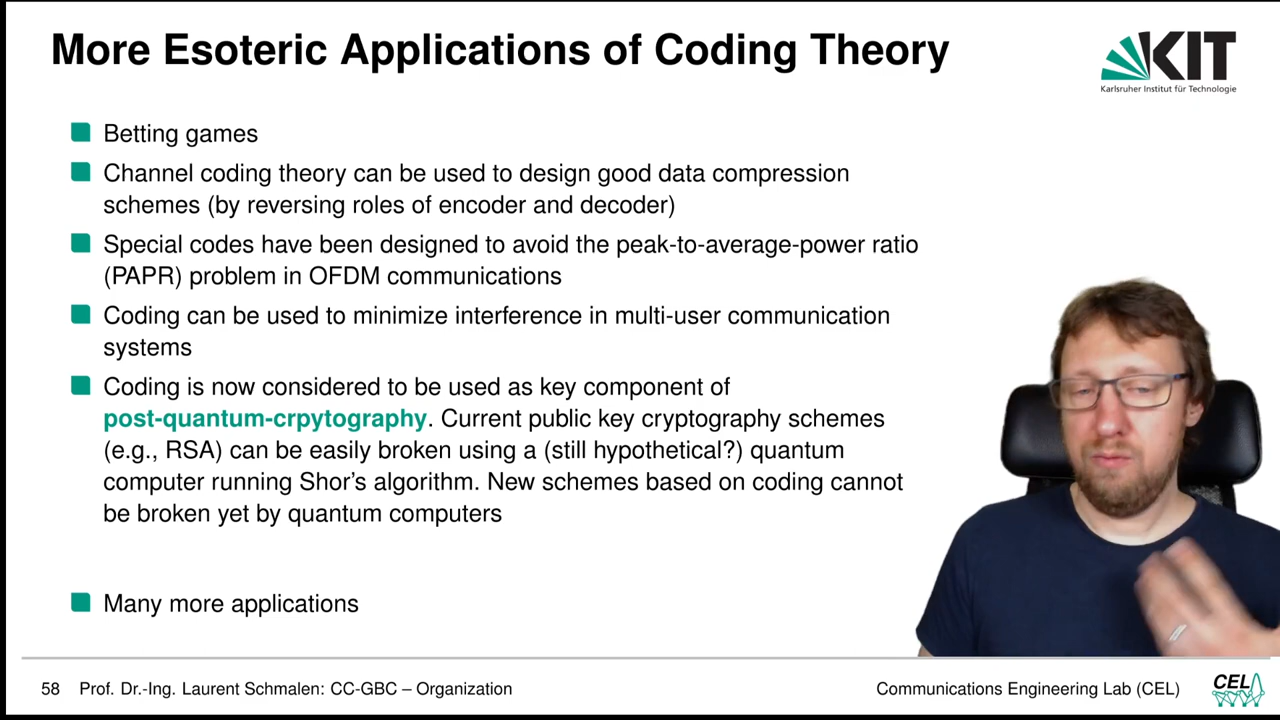 More Esoteric Applications of Coding Theory
KIT
Karlsruher Institut für Technologie
Betting games
Channel coding theory can be used to design good data compression
schemes (by reversing roles of encoder and decoder)
Special codes have been designed to avoid the peak-to-average-power ratio
(PAPR) problem in OFDM communications
Coding can be used to minimize interference in multi-user communication
systems
Coding is now considered to be used as key component of
post-quantum-crpytography. Current public key cryptography schemes
(e.g., RSA) can be easily broken using a (still hypothetical?) quantum
computer running Shor's algorithm. New schemes based on coding cannot
be broken yet by quantum computers
Many more applications
58 Prof. Dr.-Ing. Laurent Schmalen: CC-GBC – Organization
Communications Engineering Lab (CEL)
CEL